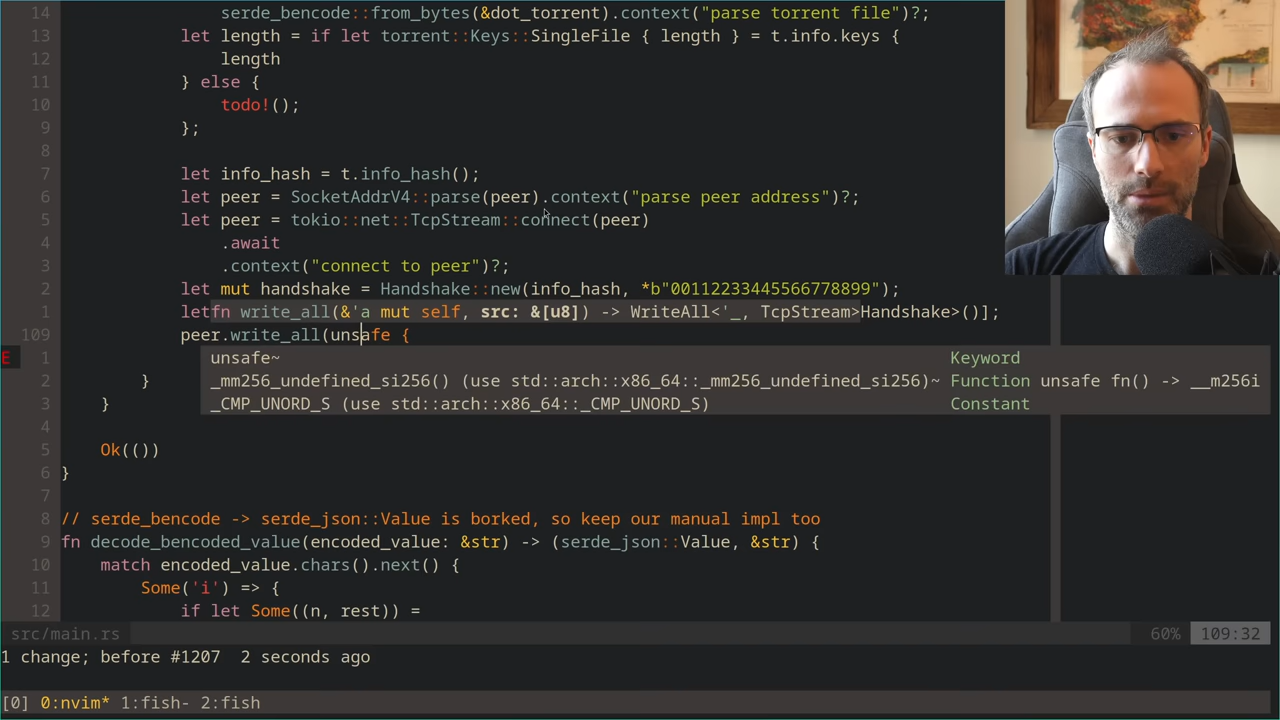 14 serde_bencode::from_bytes(&dot_torrent).context("parse torrent file")?;
13 let length = if let torrent::Keys::SingleFile { length } = t.info.keys {
12 length
11 } else {
10 todo!();
9 };
8
7 let info_hash = t.info_hash();
6 let peer = SocketAddrV4::parse(peer).context("parse peer address")?;
5 let peer = tokio::net::TcpStream::connect(peer)
4 .await
3 .context("connect to peer")?;
2 let mut handshake = Handshake::new(info_hash, *b"00112233445566778899");
1 letfn write_all(&'a mut self, src: &[u8]) -> WriteAll<'_, TcpStream>Handshake>()];
109 peer.write_all(unsafe {
E 1 unsafe~ Keyword
2 } _mm256_undefined_si256() (use std::arch::x86_64::_mm256_undefined_si256)~ Function unsafe fn() -> __m256i
3 } _CMP_UNORD_S (use std::arch::x86_64::_CMP_UNORD_S) Constant
4
5 Ok(())
6 }
7
8 // serde_bencode -> serde_json::Value is borked, so keep our manual impl too
9 fn decode_bencoded_value(encoded_value: &str) -> (serde_json::Value, &str) {
10 match encoded_value.chars().next() {
11 Some('i') => {
12 if let Some((n, rest)) =
src/main.rs 60% 109:32
1 change; before #1207 2 seconds ago
[0] 0:nvim* 1:fish- 2:fish